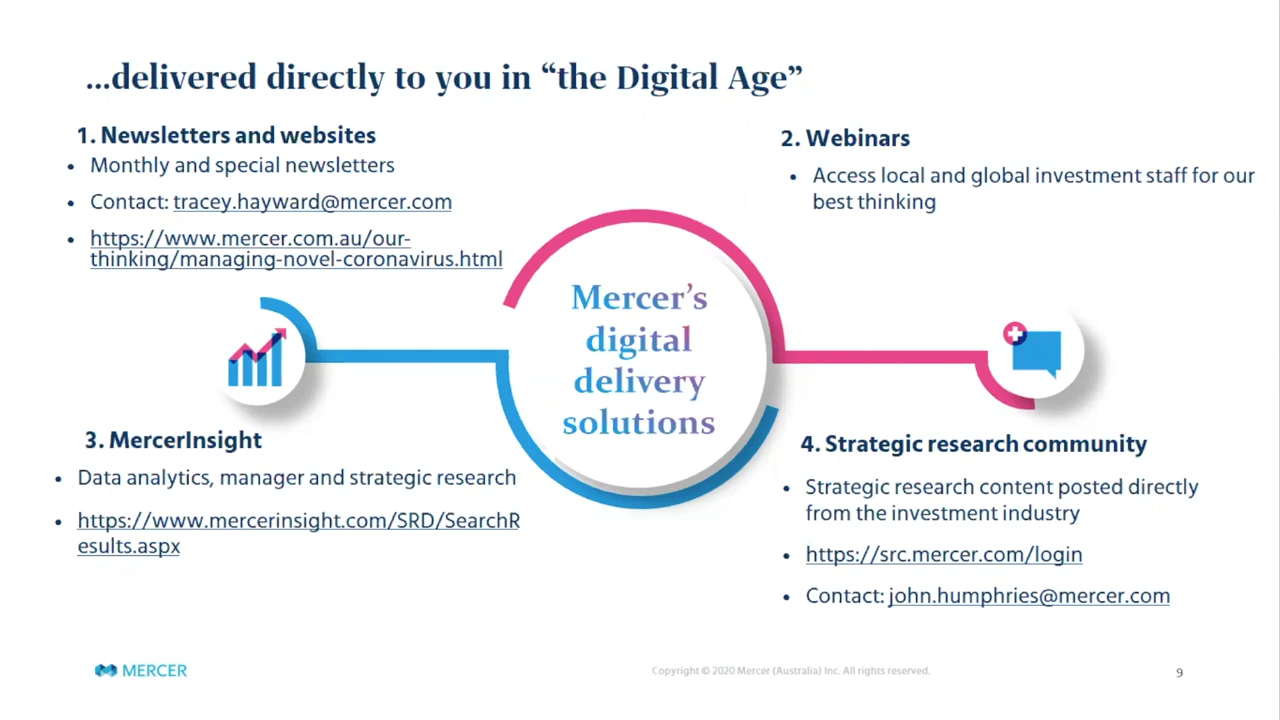 ...delivered directly to you in “the Digital Age”
1. Newsletters and websites
• Monthly and special newsletters
• Contact: tracey.hayward@mercer.com
• https://www.mercer.com.au/our-
thinking/managing-novel-coronavirus.html
2. Webinars
• Access local and global investment staff for our
best thinking
Mercer’s
digital
delivery
solutions
3. MercerInsight
• Data analytics, manager and strategic research
• https://www.mercerinsight.com/SRD/SearchR
esults.aspx
4. Strategic research community
• Strategic research content posted directly
from the investment industry
• https://src.mercer.com/login
• Contact: john.humphries@mercer.com
MERCER
Copyright © 2020 Mercer (Australia) Inc. All rights reserved.
9